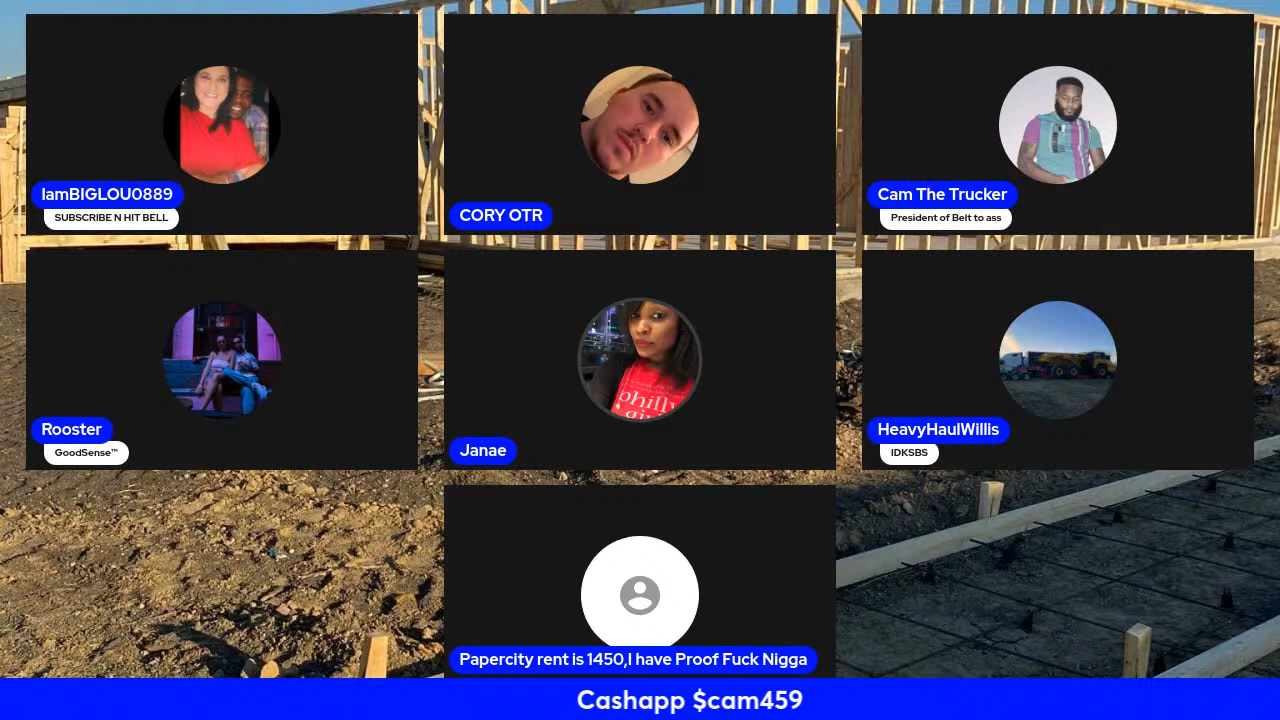 IamBIGLOU0889
SUBSCRIBE N HIT BELL
CORY OTR
Cam The Trucker
President of Belt to ass
Rooster
GoodSense™
philly
Janae
HeavyHaulWillis
IDKSBS
Papercity rent is 1450,I have Proof Fuck Nigga
Cashapp $cam459